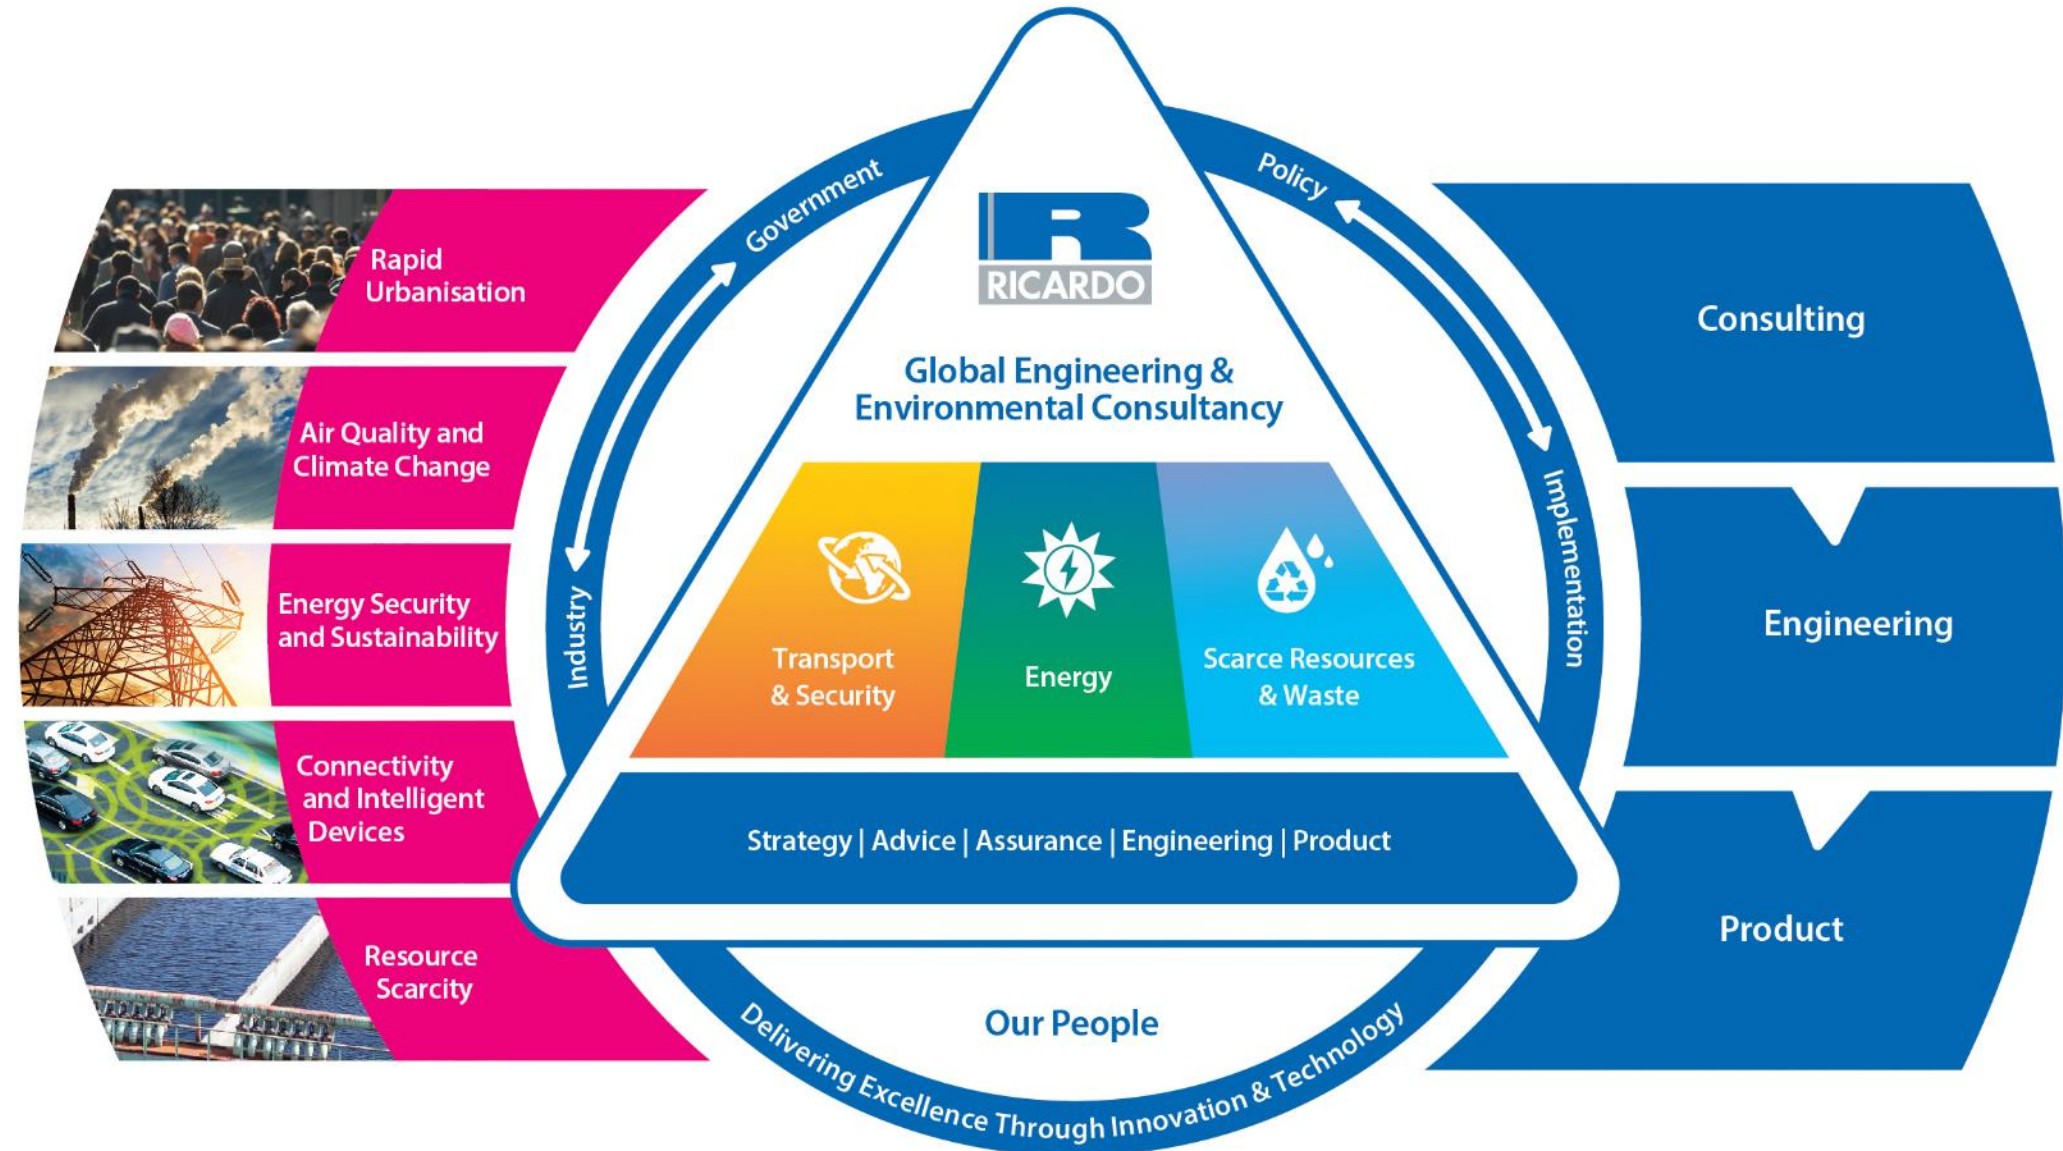 Rapid
Urbanisation
Air Quality and
Climate Change
Energy Security
and Sustainability
Connectivity
and Intelligent
Devices
Resource
Scarcity
Government
Industry
Policy
Implementation
RICARDO
Global Engineering &
Environmental Consultancy
Transport
& Security
Energy
Scarce Resources
& Waste
Strategy | Advice | Assurance | Engineering | Product
Our People
Delivering Excellence Through Innovation & Technology
Consulting
Engineering
Product